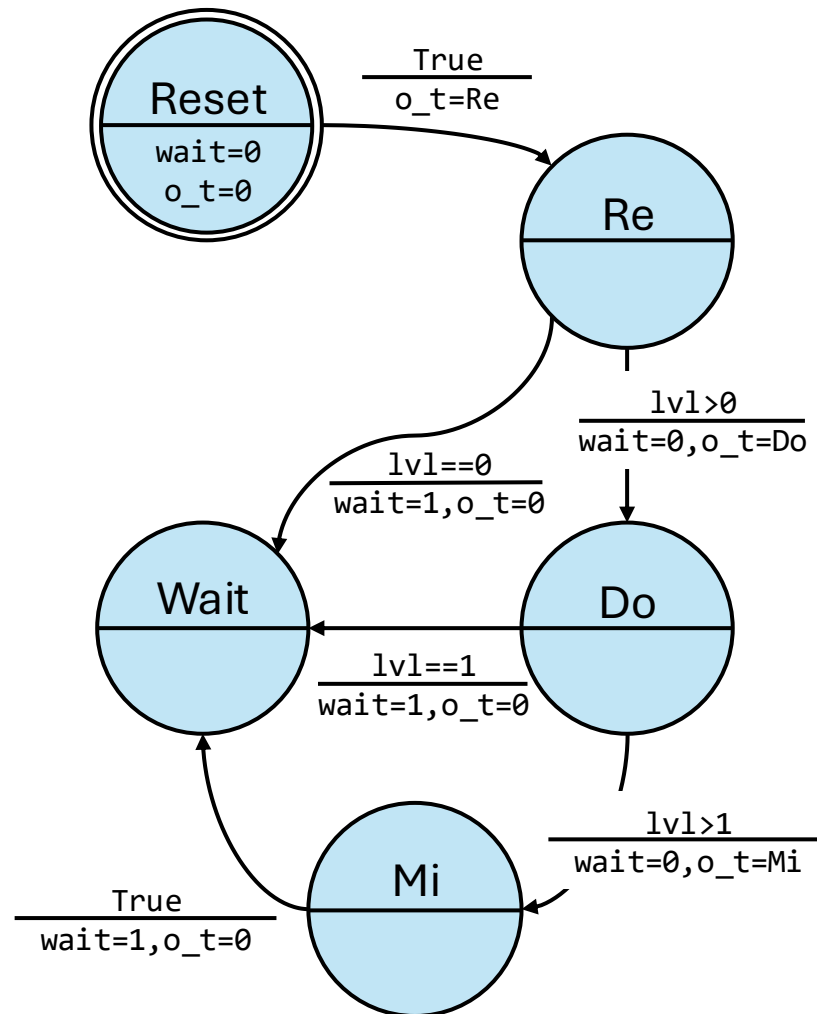 True
o_t=Re
Reset
wait=0
o_t=0
Re
lvl>0
wait=0,o_t=Do
lvl==0
wait=1,o_t=0
Wait
Do
lvl==1
wait=1,o_t=0
lvl>1
wait=0,o_t=Mi
Mi
True
wait=1,o_t=0